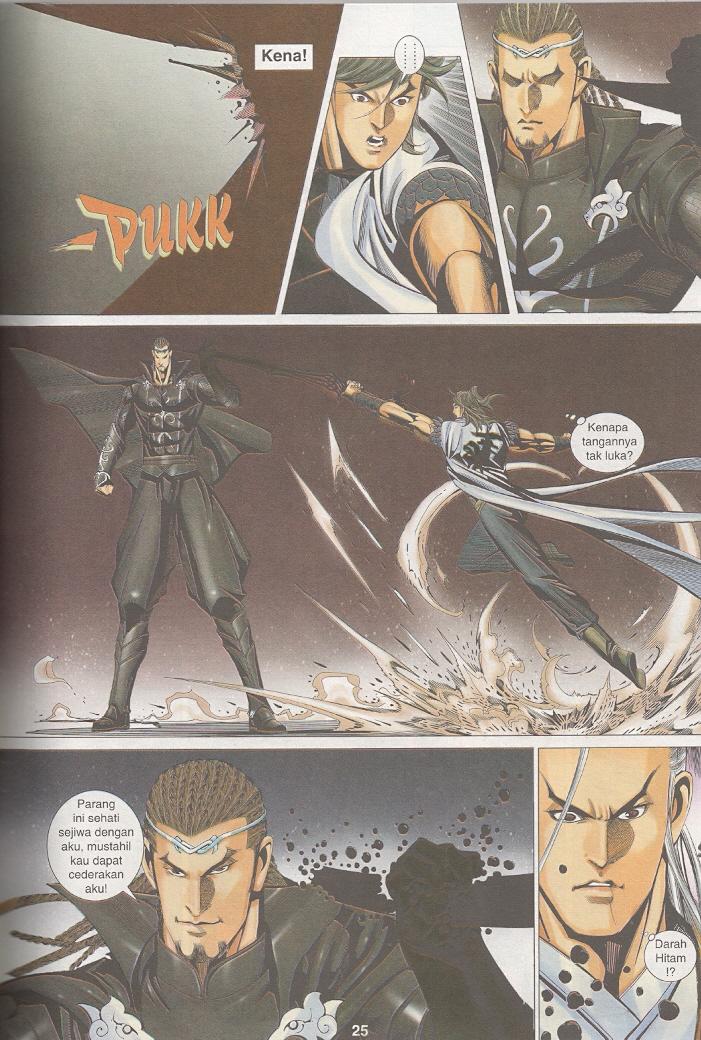 Kena!
PUKK
Kenapa
tangannya
tak luka?
Parang
ini sehati
sejiwa dengan
aku, mustahil
kau dapat
cederakan
aku!
Darah
Hitam
!?
25